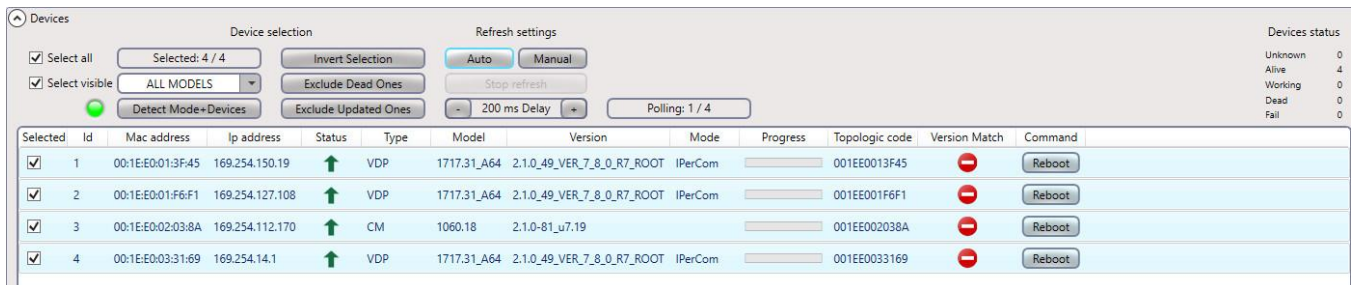 Devices
Device selection Refresh settings Devices status
Select all Selected: 4 / 4 Invert Selection Auto Manual Unknown 0
Alive 4
Select visible ALL MODELS Exclude Dead Ones Stop refresh Working 0
Dead 0
Detect Mode+Devices Exclude Updated Ones - 200 ms Delay + Polling: 1 / 4 Fail 0
Selected Id Mac address Ip address Status Type Model Version Mode Progress Topologic code Version Match Command
1 00:1E:E0:01:3F:45 169.254.150.19 VDP 1717.31_A64 2.1.0_49_VER_7_8_0_R7_ROOT IPerCom 001EE0013F45 Reboot
2 00:1E:E0:01:F6:F1 169.254.127.108 VDP 1717.31_A64 2.1.0_49_VER_7_8_0_R7_ROOT IPerCom 001EE001F6F1 Reboot
3 00:1E:E0:02:03:8A 169.254.112.170 CM 1060.18 2.1.0-81_u7.19 001EE002038A Reboot
4 00:1E:E0:03:31:69 169.254.14.1 VDP 1717.31_A64 2.1.0_49_VER_7_8_0_R7_ROOT IPerCom 001EE0033169 Reboot